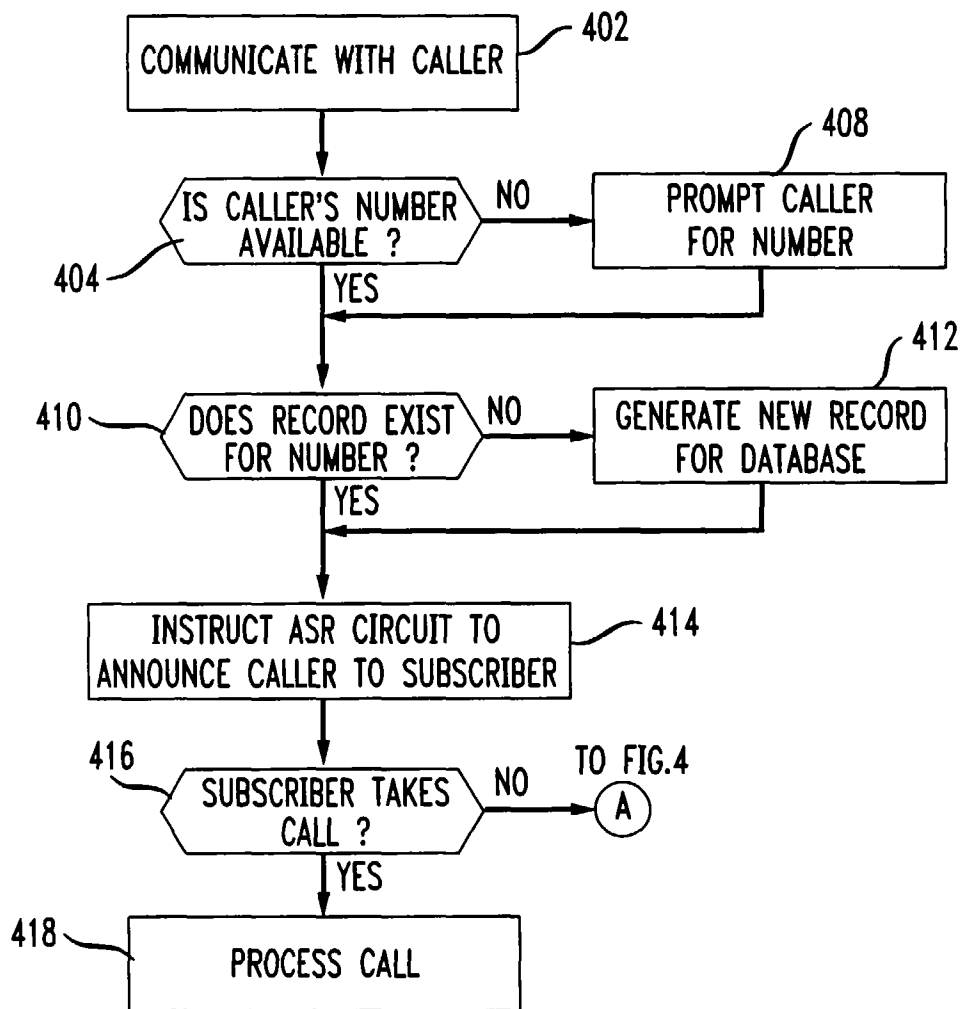 COMMUNICATE WITH CALLER
402
408
IS CALLER'S NUMBER
AVAILABLE ?
NO
PROMPT CALLER
FOR NUMBER
404
YES
412
410
DOES RECORD EXIST
FOR NUMBER ?
NO
GENERATE NEW RECORD
FOR DATABASE
YES
INSTRUCT ASR CIRCUIT TO
ANNOUNCE CALLER TO SUBSCRIBER
414
416
SUBSCRIBER TAKES
CALL ?
NO
TO FIG.4
A
YES
418
PROCESS CALL